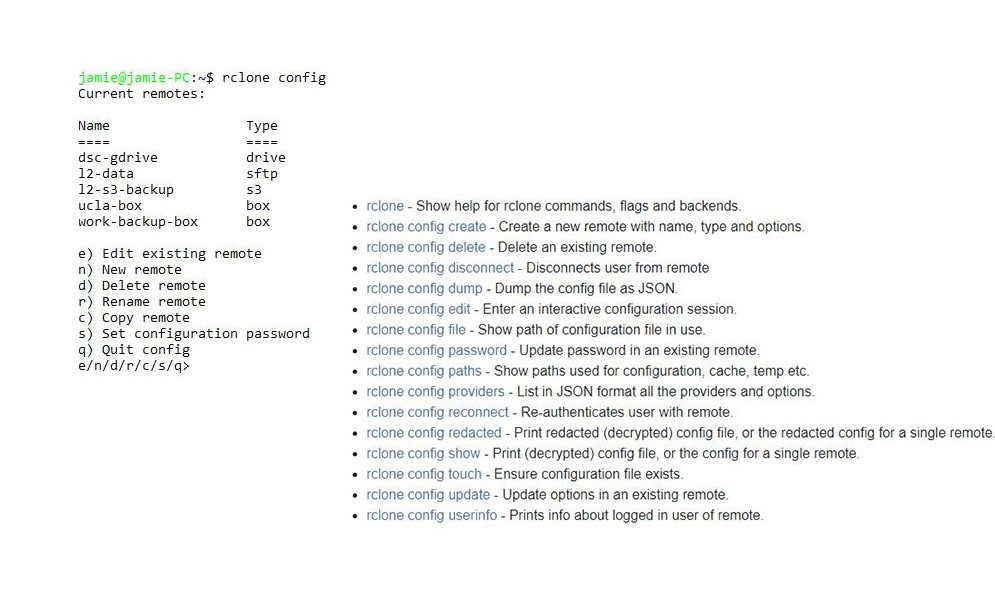 jamie@jamie-PC:~$ rclone config
Current remotes:
Name Type
==== ====
dsc-gdrive drive
l2-data sftp
l2-s3-backup s3
ucla-box box
work-backup-box box
e) Edit existing remote
n) New remote
d) Delete remote
r) Rename remote
c) Copy remote
s) Set configuration password
q) Quit config
e/n/d/r/c/s/q>
• rclone - Show help for rclone commands, flags and backends.
• rclone config create - Create a new remote with name, type and options.
• rclone config delete - Delete an existing remote.
• rclone config disconnect - Disconnects user from remote
• rclone config dump - Dump the config file as JSON.
• rclone config edit - Enter an interactive configuration session.
• rclone config file - Show path of configuration file in use.
• rclone config password - Update password in an existing remote.
• rclone config paths - Show paths used for configuration, cache, temp etc.
• rclone config providers - List in JSON format all the providers and options.
• rclone config reconnect - Re-authenticates user with remote.
• rclone config redacted - Print redacted (decrypted) config file, or the redacted config for a single remote.
• rclone config show - Print (decrypted) config file, or the config for a single remote.
• rclone config touch - Ensure configuration file exists.
• rclone config update - Update options in an existing remote.
• rclone config userinfo - Prints info about logged in user of remote.